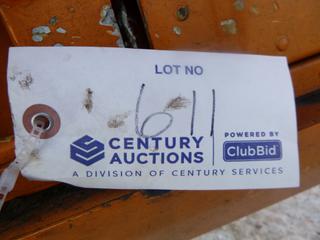 LOT NO
611
CENTURY AUCTIONS
POWERED BY
ClubBid
A DIVISION OF CENTURY SERVICES